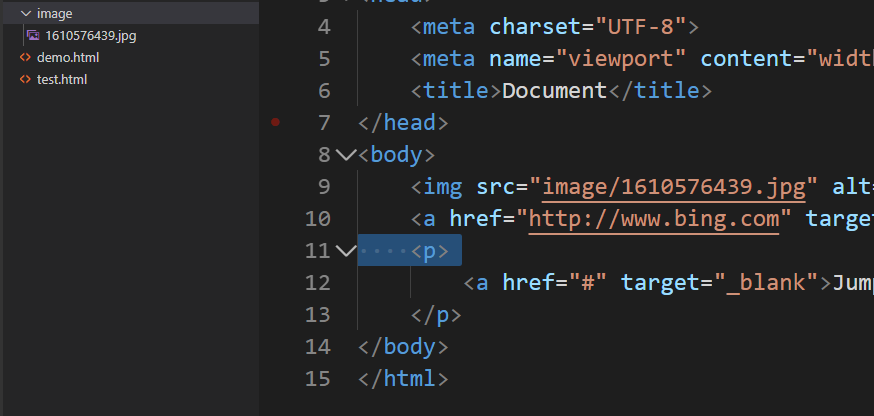 image
1610576439.jpg
demo.html
test.html
4 <meta charset="UTF-8">
5 <meta name="viewport" content="width
6 <title>Document</title>
7 </head>
8 <body>
9 <img src="image/1610576439.jpg" alt=
10 <a href="http://www.bing.com" targe
11 <p>
12 <a href="#" target="_blank">Jump
13 </p>
14 </body>
15 </html>